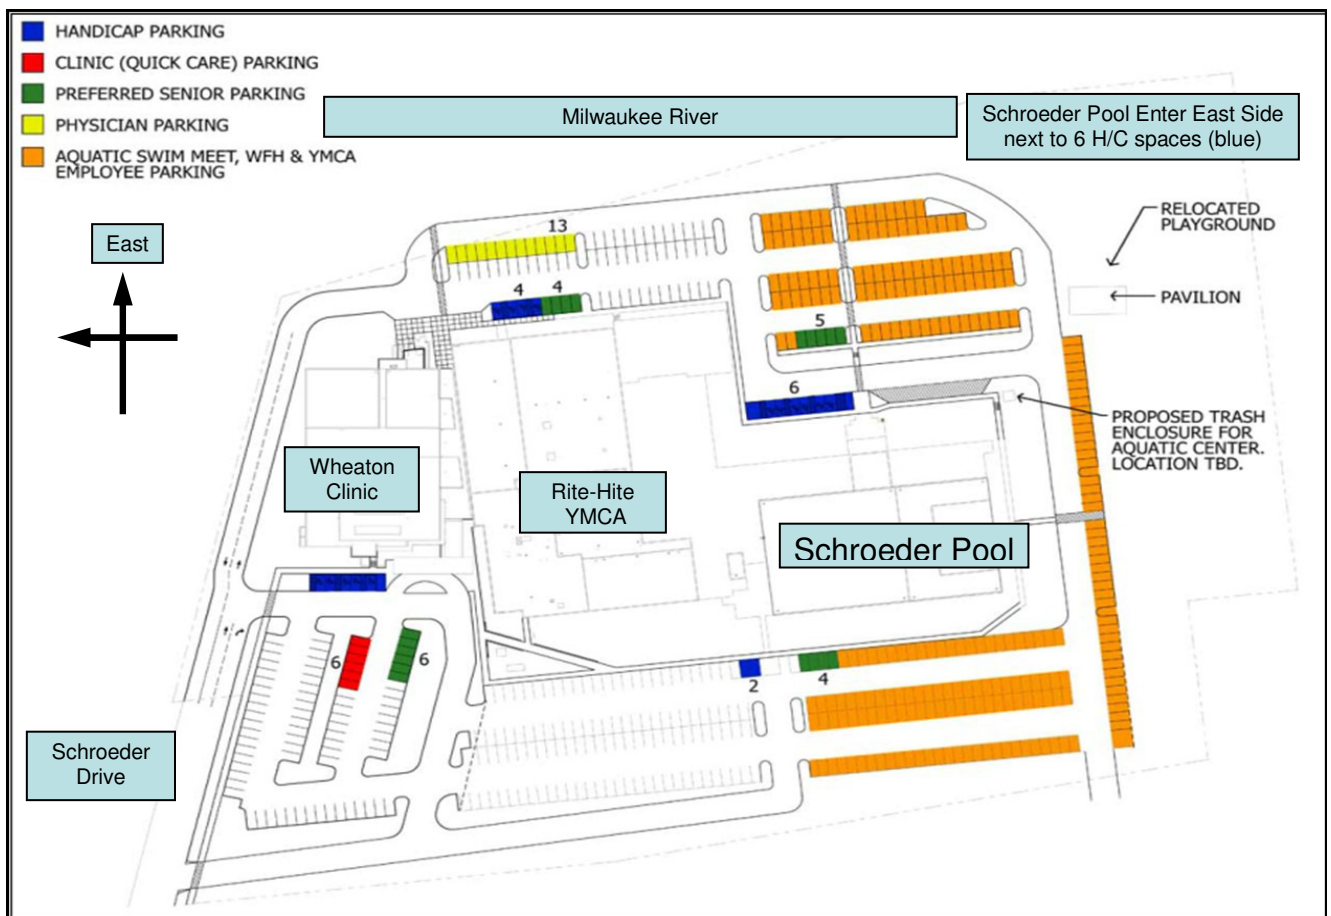 HANDICAP PARKING
CLINIC (QUICK CARE) PARKING
PREFERRED SENIOR PARKING
PHYSICIAN PARKING
AQUATIC SWIM MEET, WFH & YMCA
EMPLOYEE PARKING
Milwaukee River
Schroeder Pool Enter East Side
next to 6 H/C spaces (blue)
East
RELOCATED
PLAYGROUND
PAVILION
13
4
4
5
6
PROPOSED TRASH
ENCLOSURE FOR
AQUATIC CENTER.
LOCATION TBD.
Wheaton
Clinic
Rite-Hite
YMCA
Schroeder Pool
6
6
2
4
Schroeder
Drive